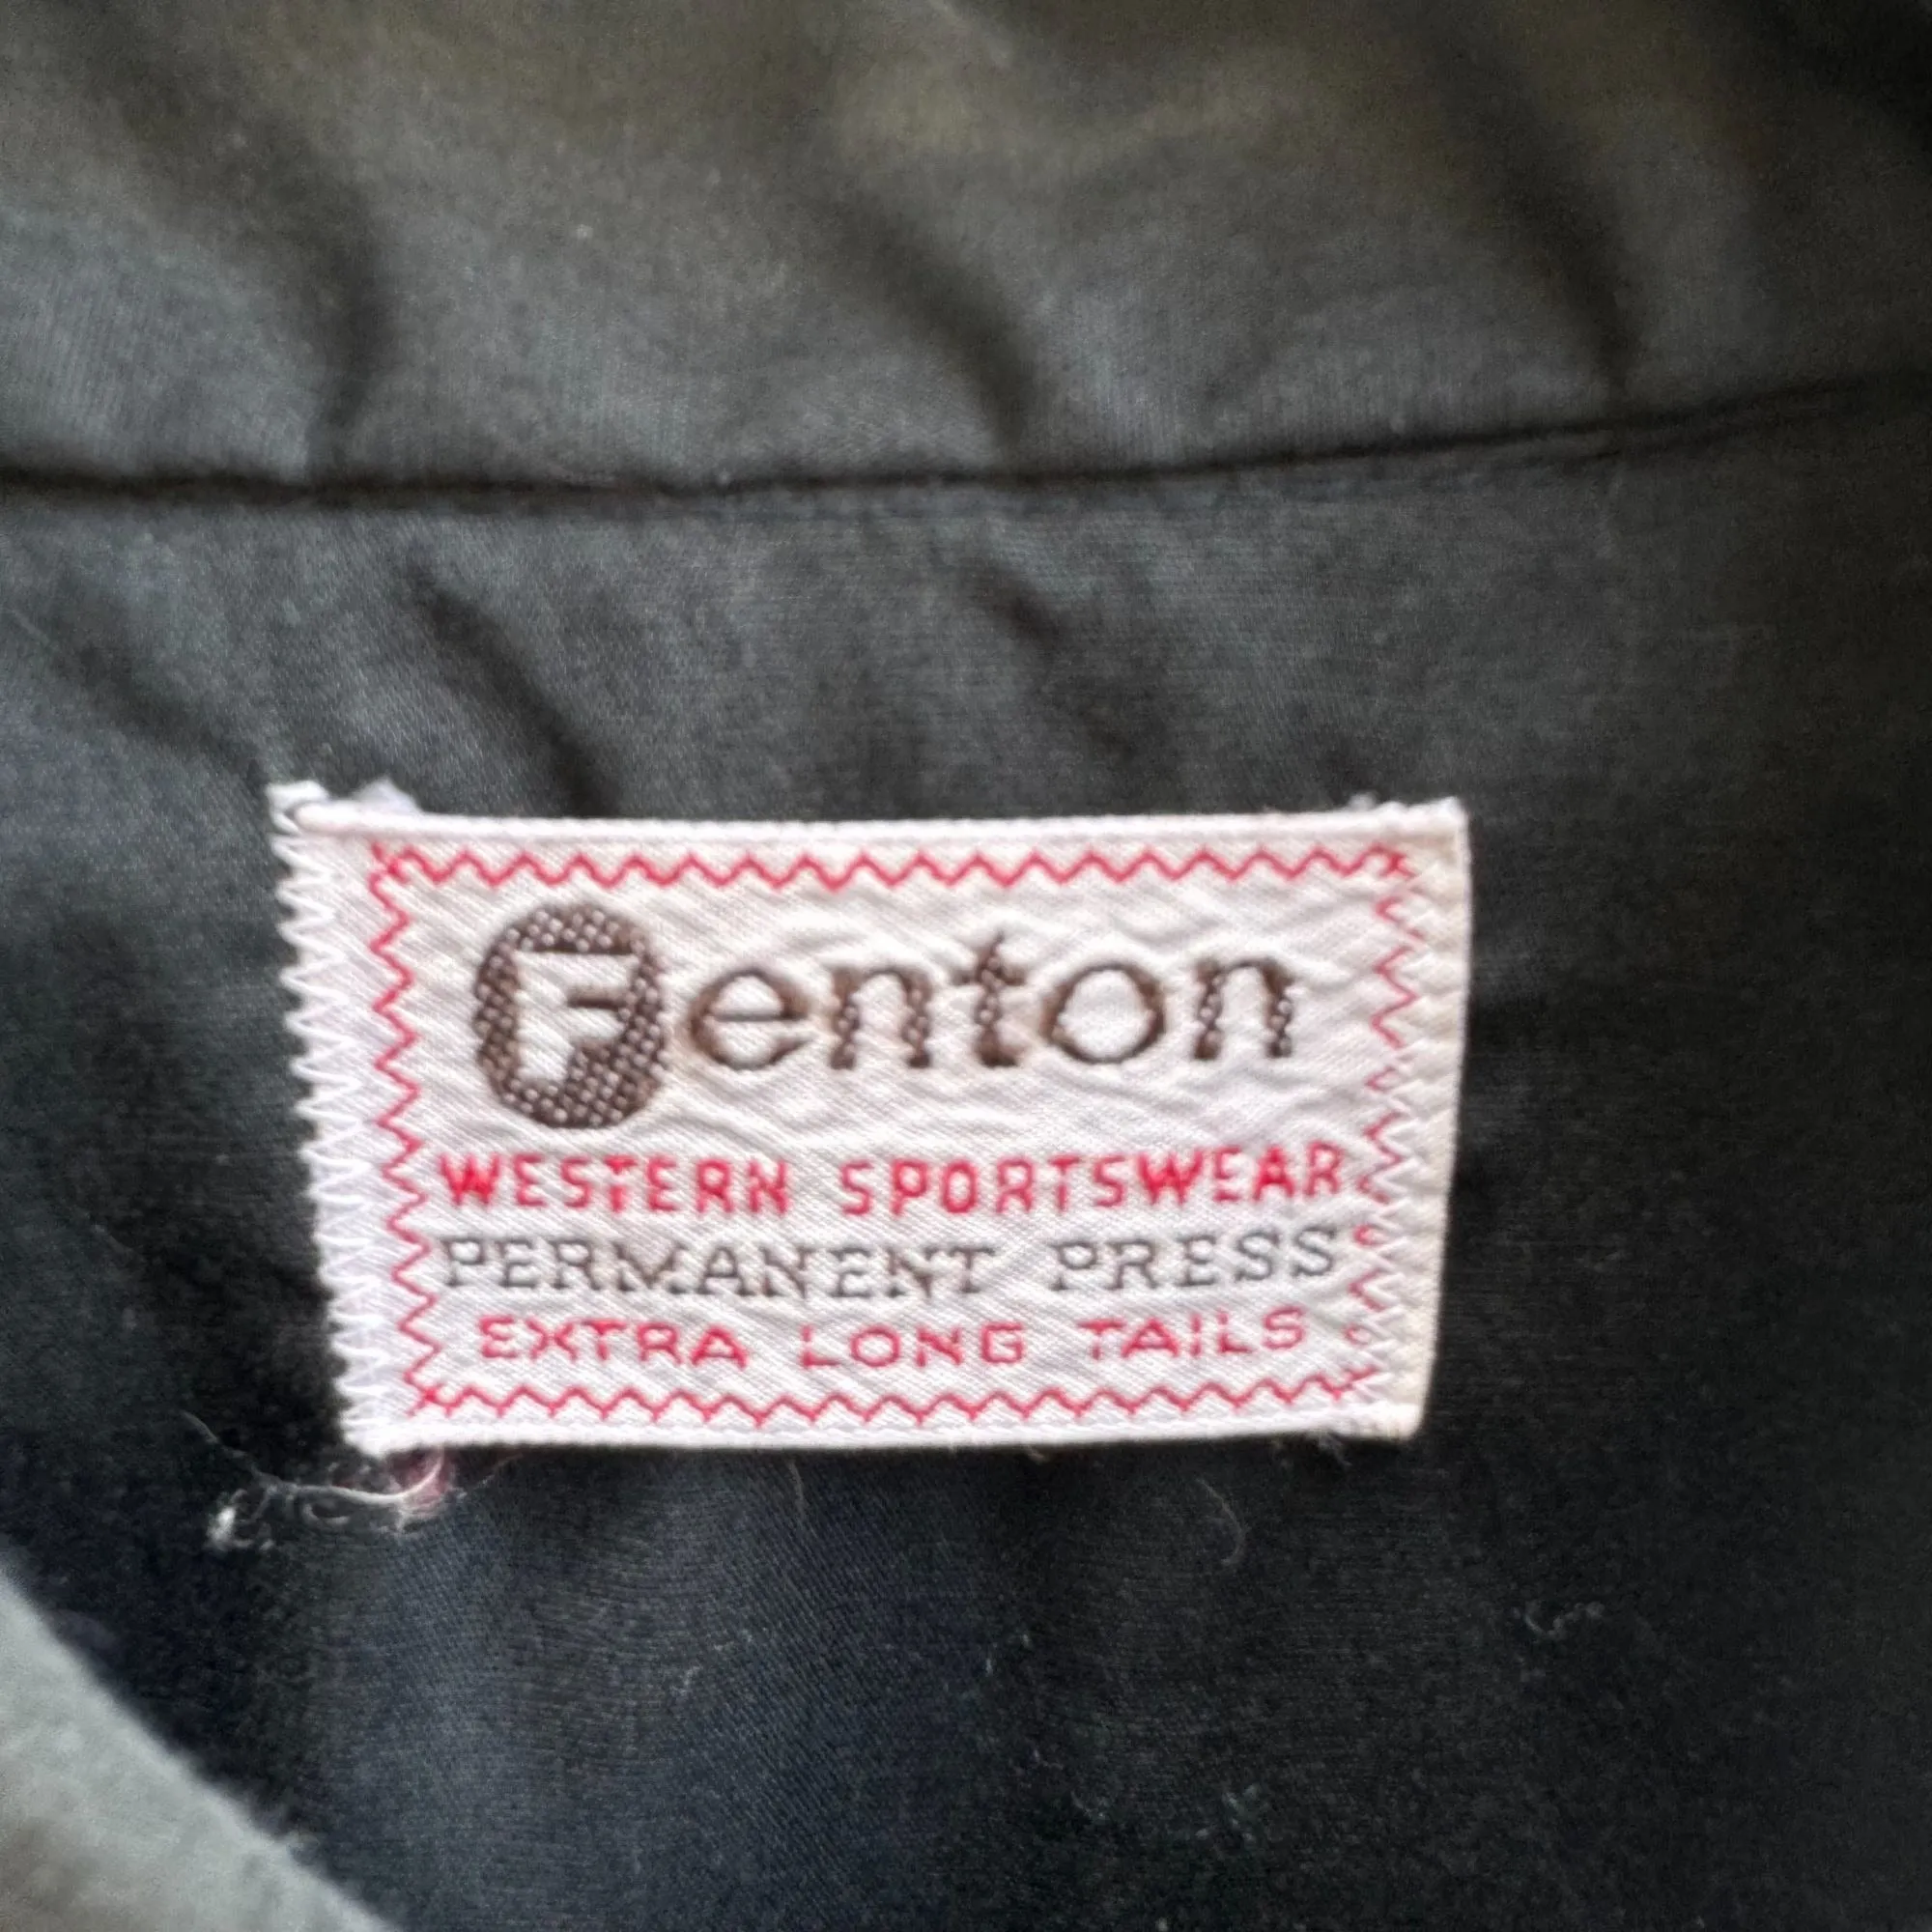 Fenton
WESTERN SPORTSWEAR
PERMANENT PRESS
EXTRA LONG TAILS